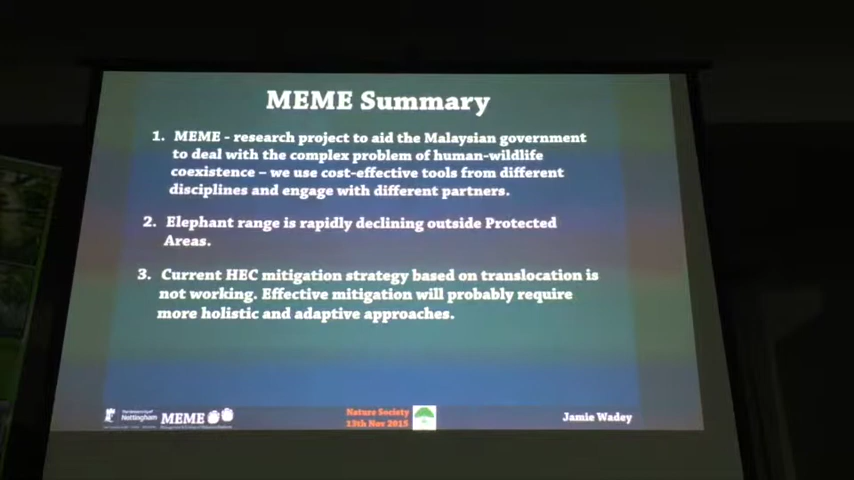 MEME Summary
1. MEME - research project to aid the Malaysian government
to deal with the complex problem of human-wildlife
coexistence – we use cost-effective tools from different
disciplines and engage with different partners.
2. Elephant range is rapidly declining outside Protected
Areas.
3. Current HEC mitigation strategy based on translocation is
not working. Effective mitigation will probably require
more holistic and adaptive approaches.
The University of
Nottingham
MEME
Nature Society
13th Nov 2015
Jamie Wadey